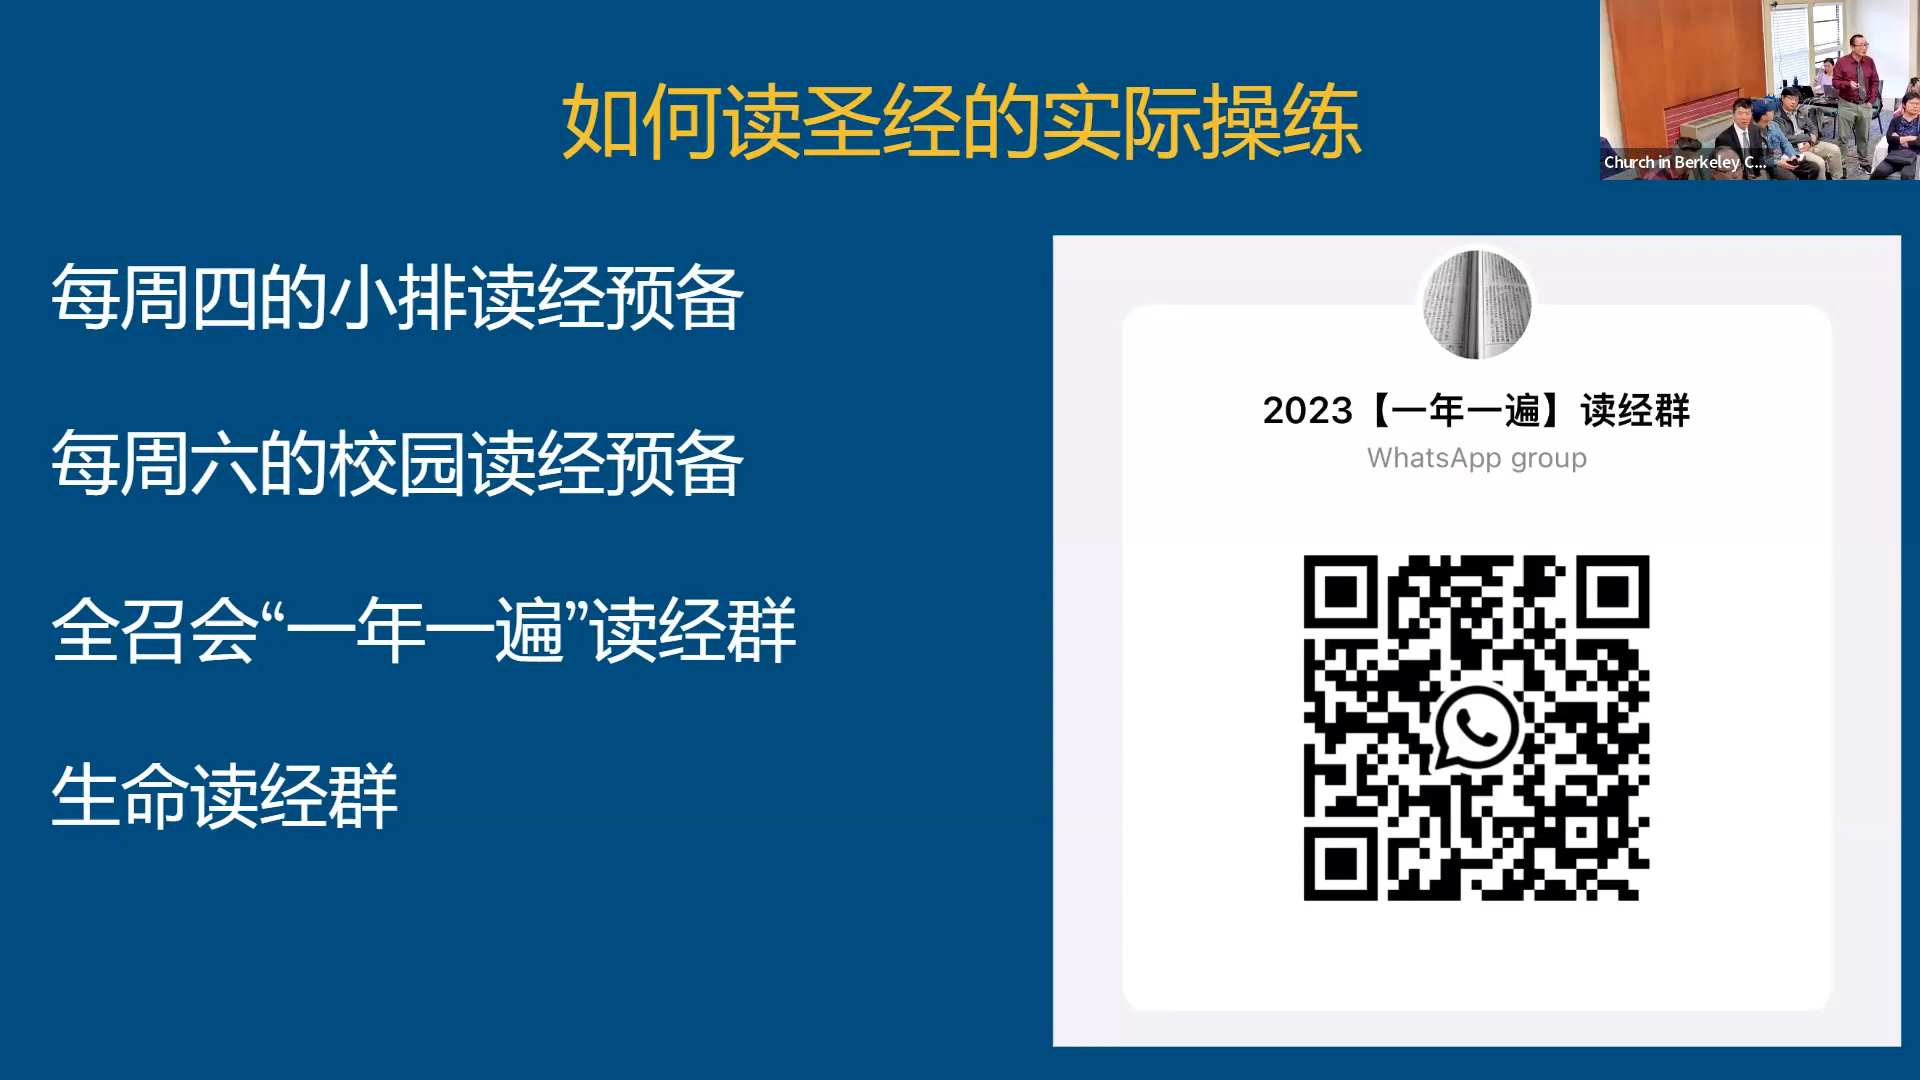 如何读圣经的实际操练
Church in Berkeley C...
每周四的小排读经预备
每周六的校园读经预备
全召会“一年一遍”读经群
生命读经群
2023【一年一遍】读经群
WhatsApp group